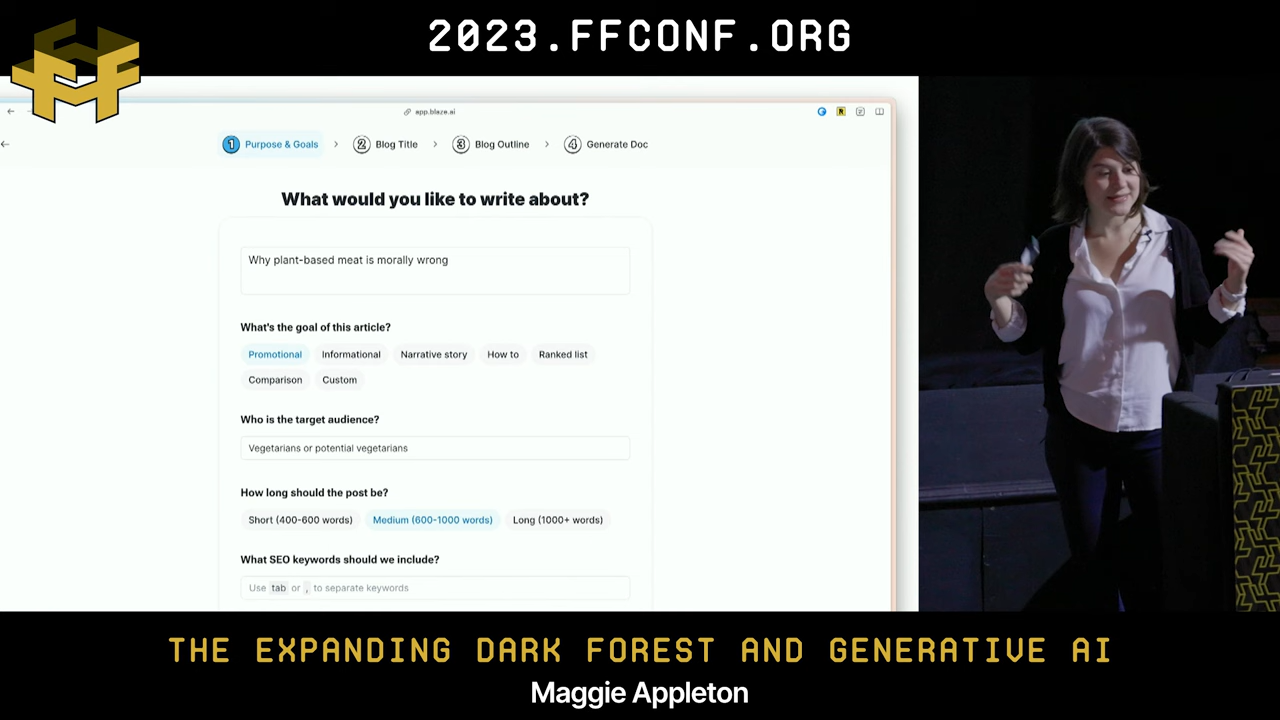 2023.FFCONF.ORG
app.blaze.ai
1 Purpose & Goals > 2 Blog Title > 3 Blog Outline > 4 Generate Doc
What would you like to write about?
Why plant-based meat is morally wrong
What's the goal of this article?
Promotional Informational Narrative story How to Ranked list
Comparison Custom
Who is the target audience?
Vegetarians or potential vegetarians
How long should the post be?
Short (400-600 words) Medium (600-1000 words) Long (1000+ words)
What SEO keywords should we include?
Use tab or , to separate keywords
THE EXPANDING DARK FOREST AND GENERATIVE AI
Maggie Appleton